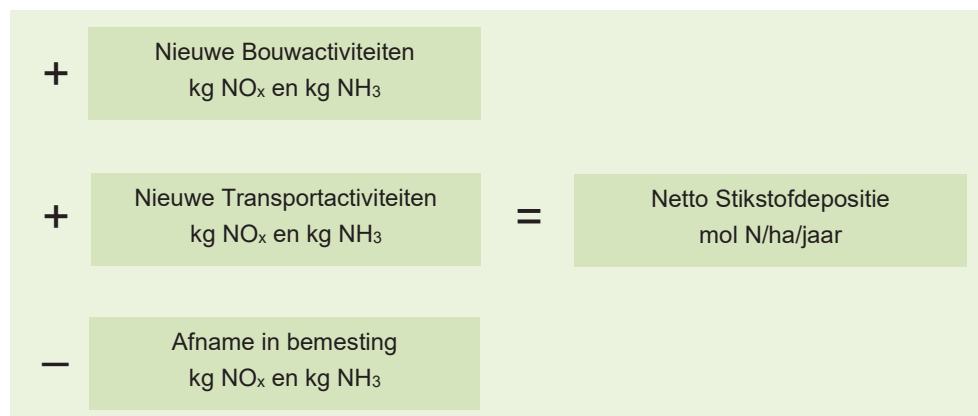 + Nieuwe Bouwactiviteiten
kg NOₓ en kg NH₃
+ Nieuwe Transportactiviteiten
kg NOₓ en kg NH₃
= Netto Stikstofdepositie
mol N/ha/jaar
– Afname in bemesting
kg NOₓ en kg NH₃